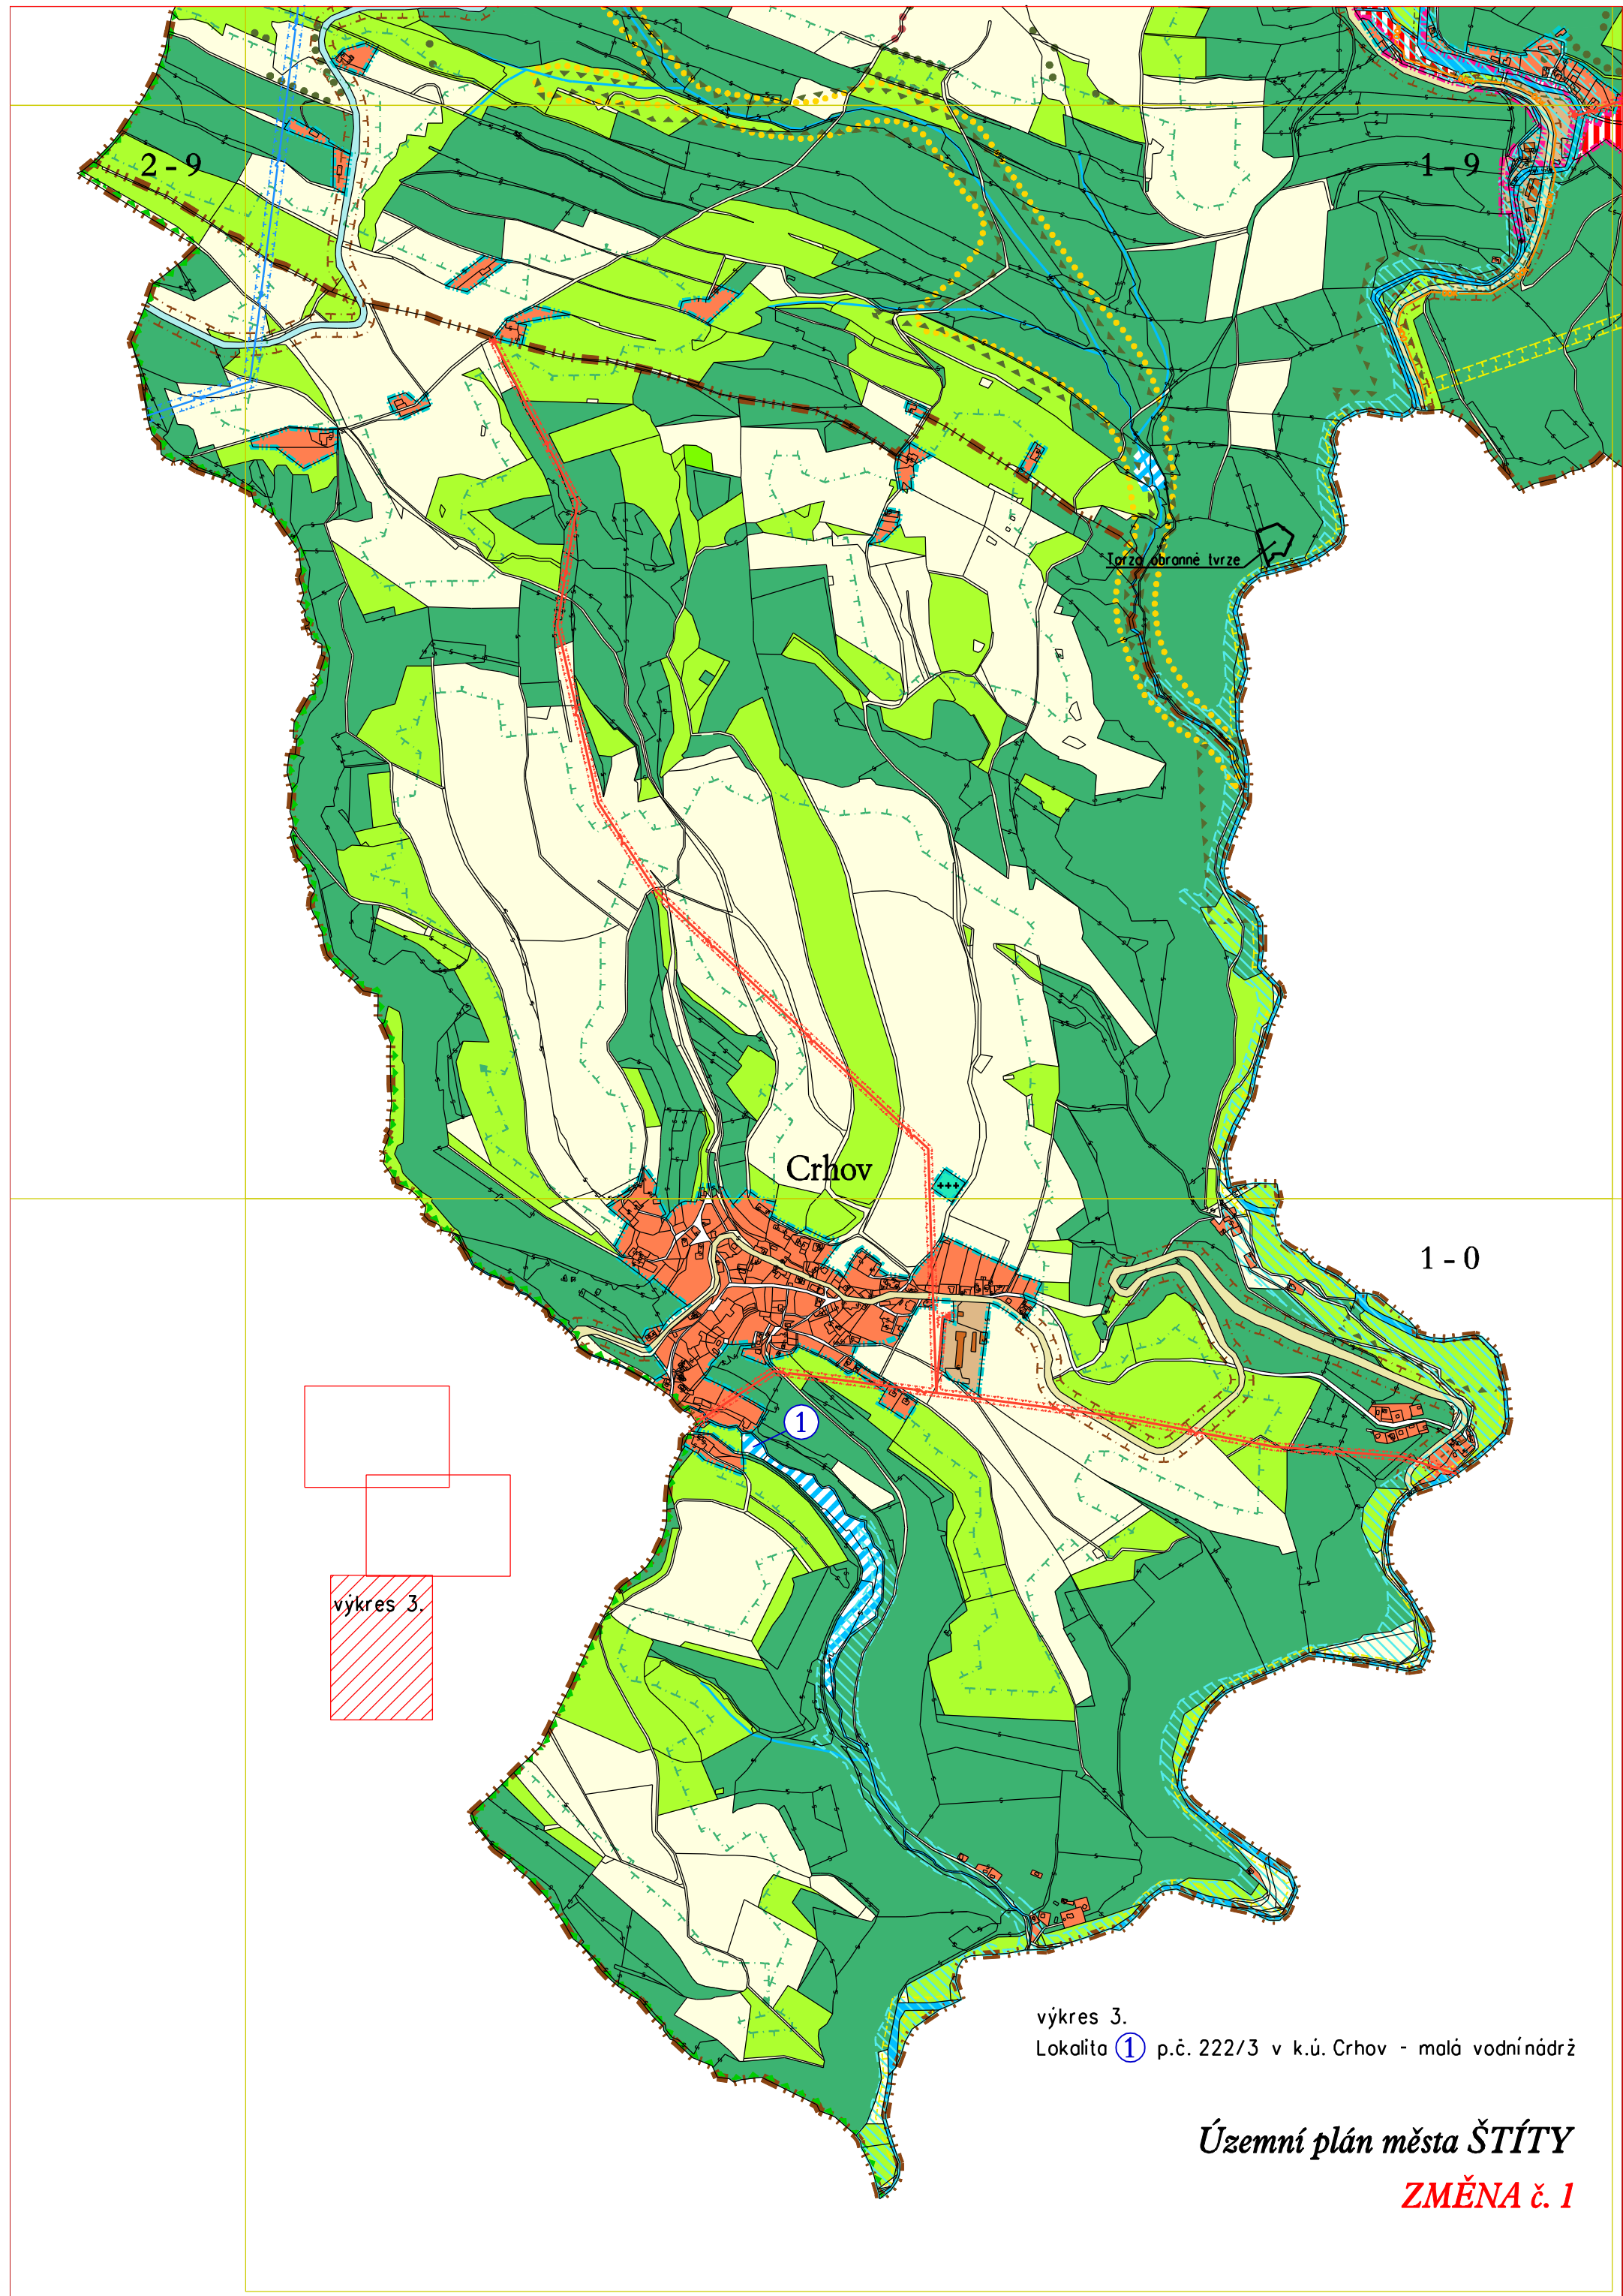 2 - 9
1 - 9
Torzo obranné tvrze
Crhov
+++
1 - 0
1
výkres 3.
výkres 3.
Lokalita 1 p.č. 222/3 v k.ú. Crhov - malá vodní nádrž
Územní plán města ŠTÍTY
ZMĚNA č. 1